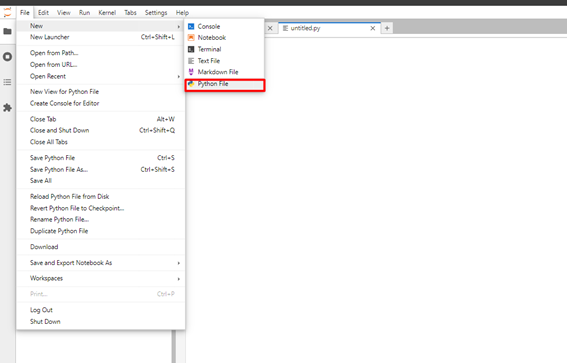 File Edit View Run Kernel Tabs Settings Help
New
New Launcher Ctrl+Shift+L
Open from Path...
Open from URL...
Open Recent
New View for Python File
Create Console for Editor
Close Tab Alt+W
Close and Shut Down Ctrl+Shift+Q
Close All Tabs
Save Python File Ctrl+S
Save Python File As... Ctrl+Shift+S
Save All
Reload Python File from Disk
Revert Python File to Checkpoint...
Rename Python File...
Duplicate Python File
Download
Save and Export Notebook As
Workspaces
Print... Ctrl+P
Log Out
Shut Down
Console
Notebook
Terminal
Text File
Markdown File
Python File
untitled.py